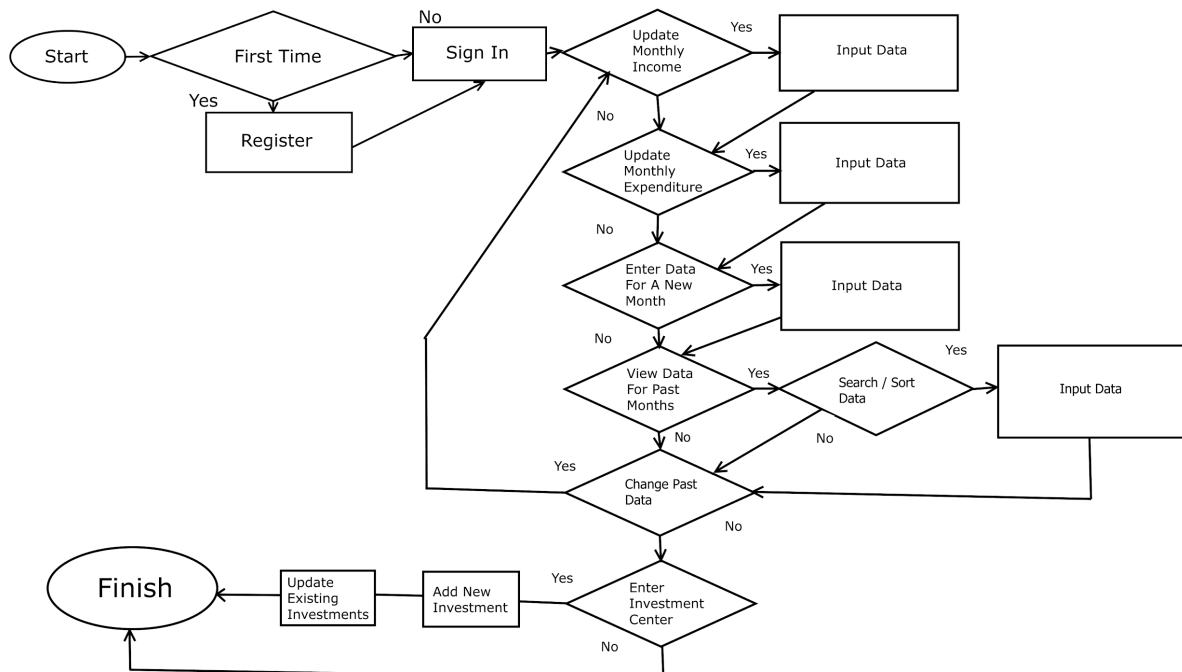 Start
First Time
No
Sign In
Yes
Register
Update
Monthly
Income
Yes
Input Data
No
Update
Monthly
Expenditure
Yes
Input Data
No
Enter Data
For A New
Month
Yes
Input Data
No
View Data
For Past
Months
Yes
Search / Sort
Data
Yes
Input Data
No
No
Yes
Change Past
Data
No
Enter
Investment
Center
Yes
No
Add New
Investment
Update
Existing
Investments
Finish